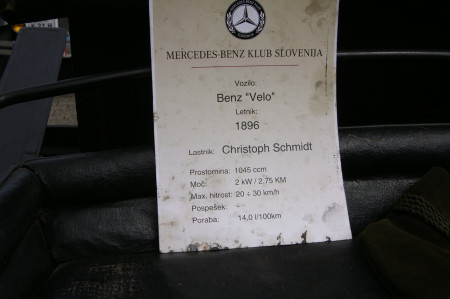 MERCEDES-BENZ KLUB SLOVENIJA
Vozilo:
Benz "Velo"
Letnik:
1896
Lastnik: Christoph Schmidt
Prostornina: 1045 ccm
Moč: 2 kW / 2,75 KM
Max. hitrost: 20 ÷ 30 km/h
Pospešek: -
Poraba: 14,0 l/100km